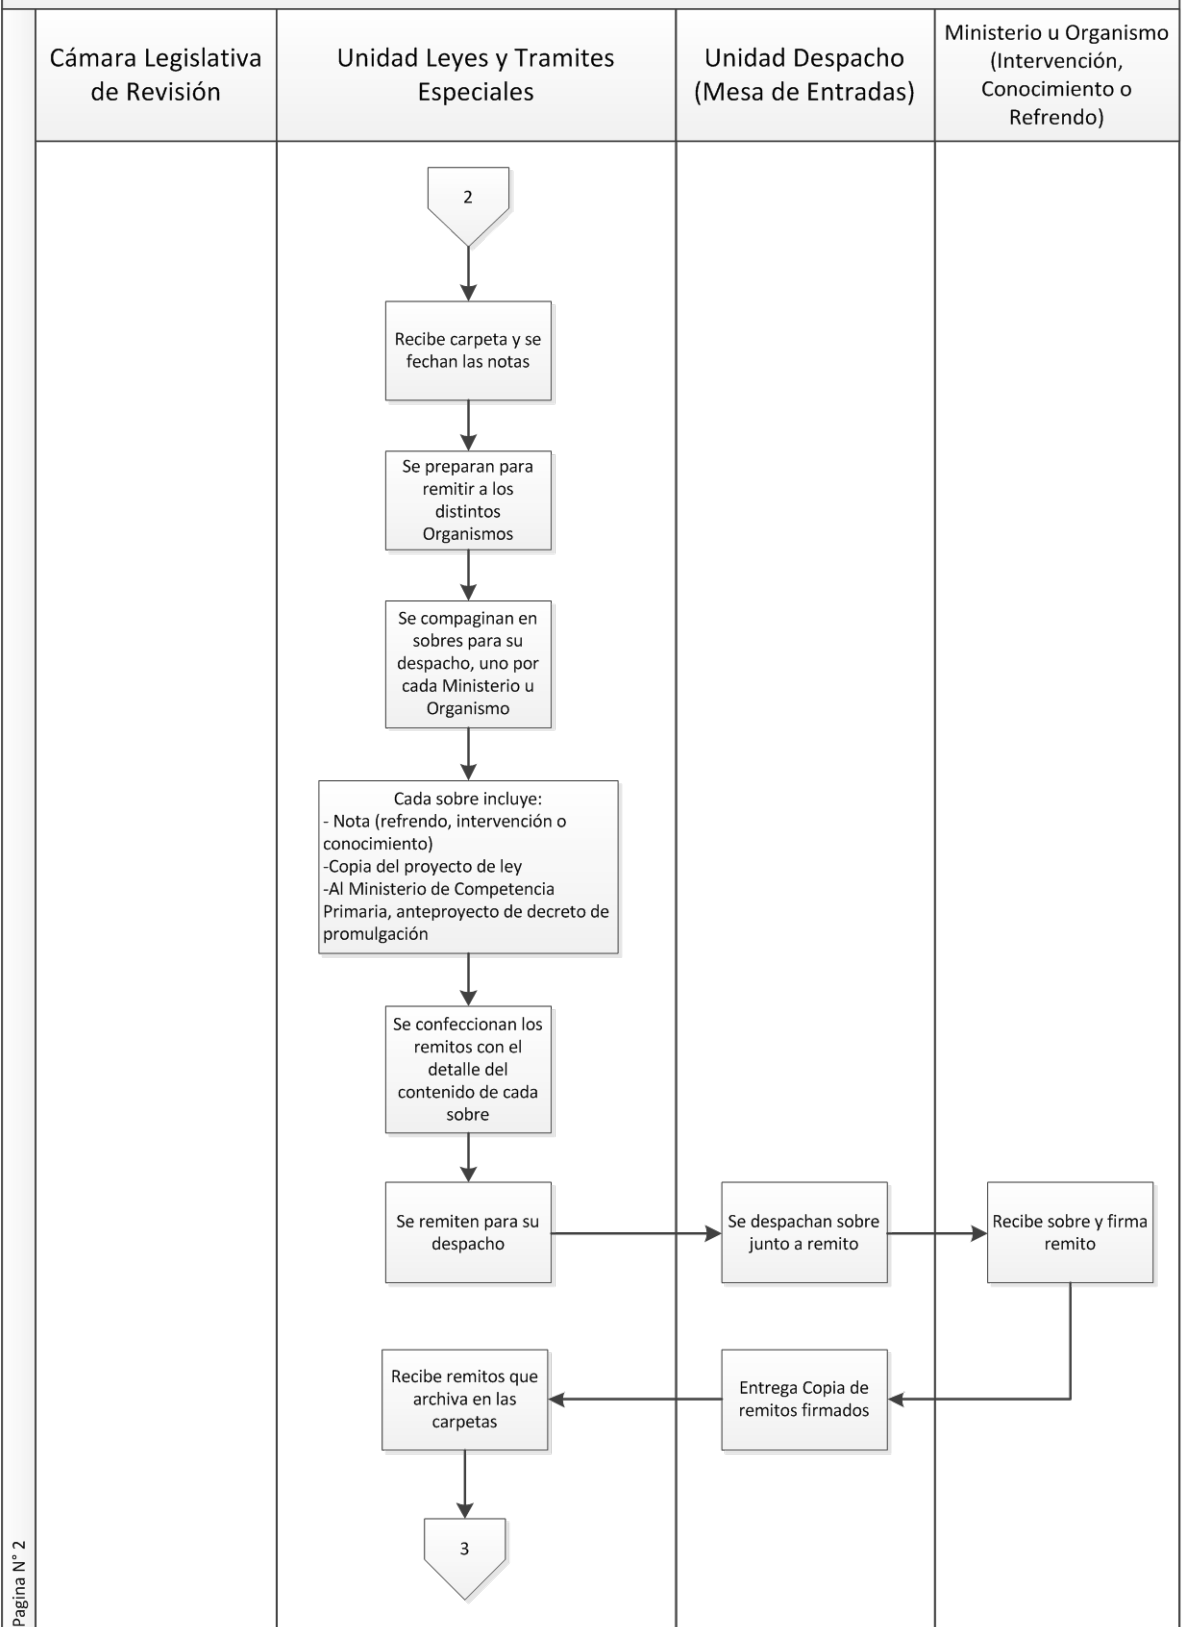 Cámara Legislativa
de Revisión
Unidad Leyes y Tramites
Especiales
Unidad Despacho
(Mesa de Entradas)
Ministerio u Organismo
(Intervención,
Conocimiento o
Refrendo)
2
Recibe carpeta y se
fechan las notas
Se preparan para
remitir a los
distintos
Organismos
Se compaginan en
sobres para su
despacho, uno por
cada Ministerio u
Organismo
Cada sobre incluye:
- Nota (refrendo, intervención o
conocimiento)
-Copia del proyecto de ley
-Al Ministerio de Competencia
Primaria, anteproyecto de decreto de
promulgación
Se confeccionan los
remitos con el
detalle del
contenido de cada
sobre
Se remiten para su
despacho
Se despachan sobre
junto a remito
Recibe sobre y firma
remito
Entrega Copia de
remitos firmados
Recibe remitos que
archiva en las
carpetas
3
Pagina N° 2